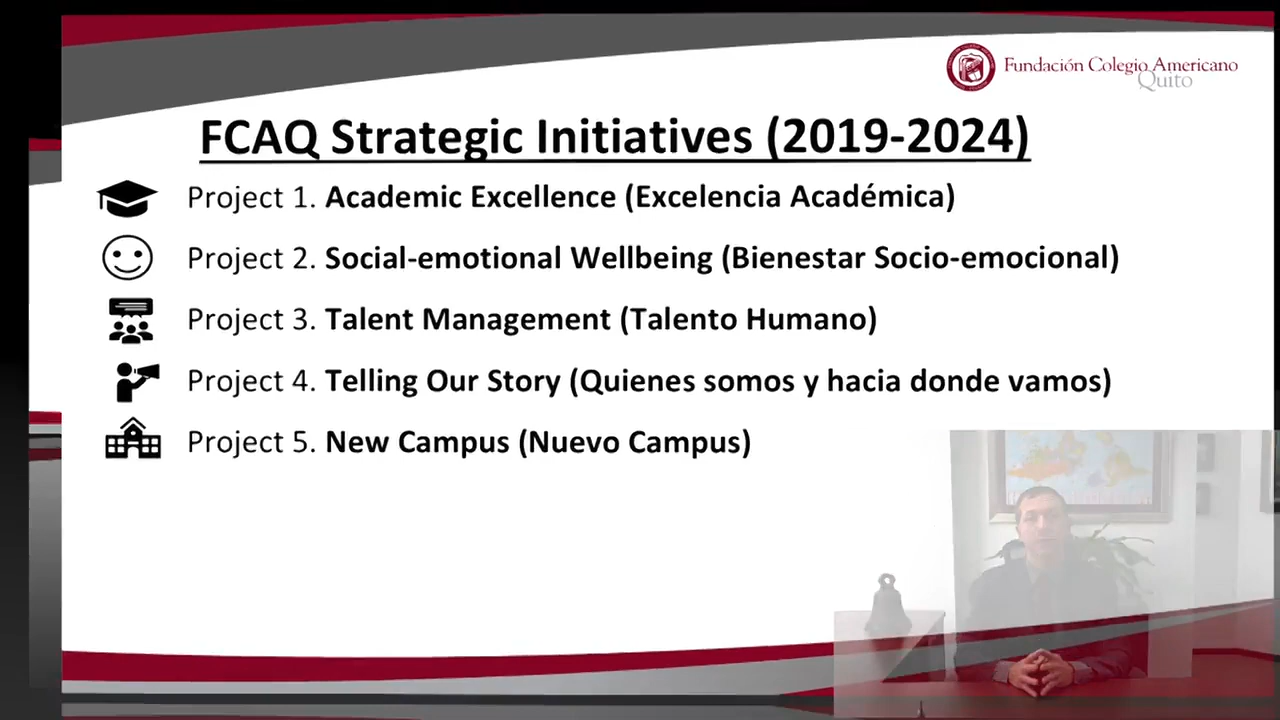 Fundación Colegio Americano
Quito
FCAQ Strategic Initiatives (2019-2024)
Project 1. Academic Excellence (Excelencia Académica)
Project 2. Social-emotional Wellbeing (Bienestar Socio-emocional)
Project 3. Talent Management (Talento Humano)
Project 4. Telling Our Story (Quienes somos y hacia donde vamos)
Project 5. New Campus (Nuevo Campus)